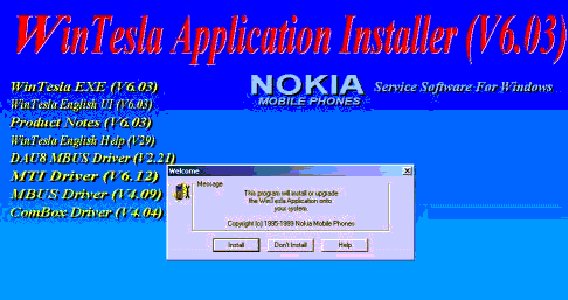 WinTesla Application Installer (V6.03)
NOKIA
MOBILE PHONES
Service Software For Windows
WinTesla EXE (V6.03)
WinTesla English UI (V6.03)
Product Notes (V6.03)
WinTesla English Help (V29)
DAU8 MBUS Driver (V2.21)
MTI Driver (V6.12)
MBUS Driver (V4.09)
ComBox Driver (V4.04)
Welcome
Message
This program will install or upgrade
the WinTesla Application onto
your system.
Copyright (c) 1996-1999 Nokia Mobile Phones
Install
Don't Install
Help